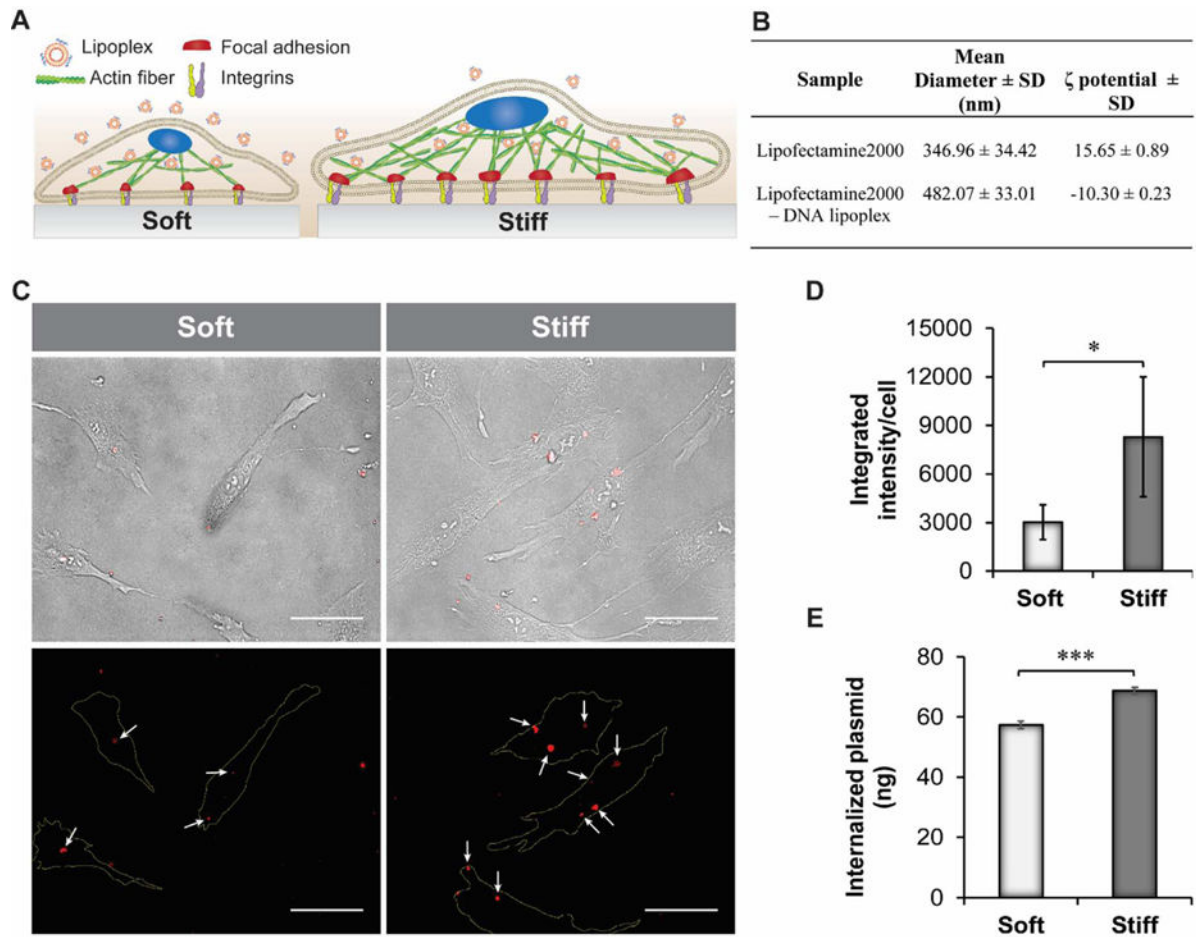 A
Lipoplex
Focal adhesion
Actin fiber
Integrins
Soft
Stiff
B
Sample
Mean
Diameter ± SD
(nm)
ζ potential ±
SD
Lipofectamine2000
346.96 ± 34.42
15.65 ± 0.89
Lipofectamine2000
– DNA lipoplex
482.07 ± 33.01
-10.30 ± 0.23
C
Soft
Stiff
D
Integrated
intensity/cell
15000
12000
9000
6000
3000
0
*
Soft
Stiff
E
Internalized plasmid
(ng)
80
60
40
20
0
***
Soft
Stiff